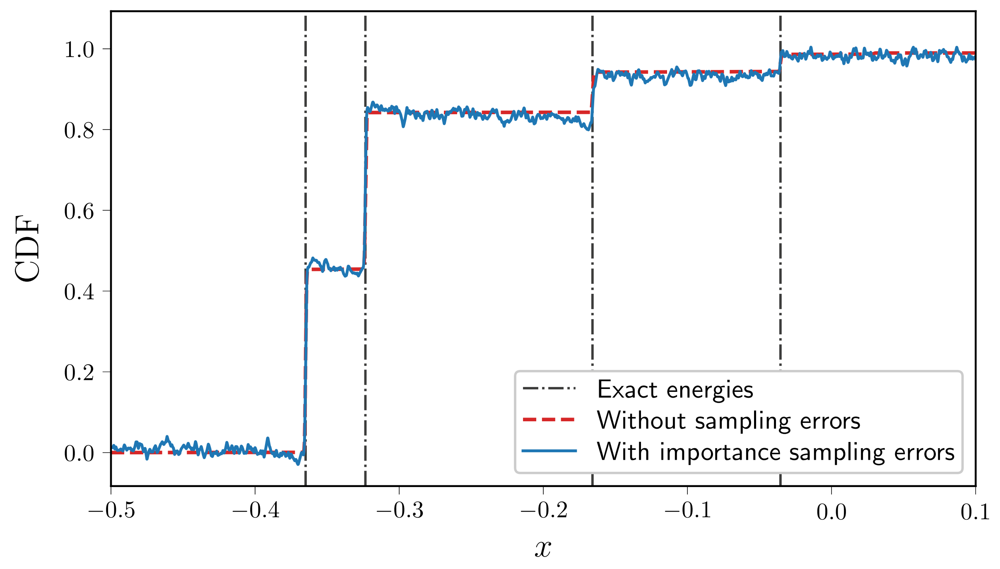 CDF
1.0
0.8
0.6
0.4
0.2
0.0
Exact energies
Without sampling errors
With importance sampling errors
−0.5 −0.4 −0.3 −0.2 −0.1 0.0 0.1
x